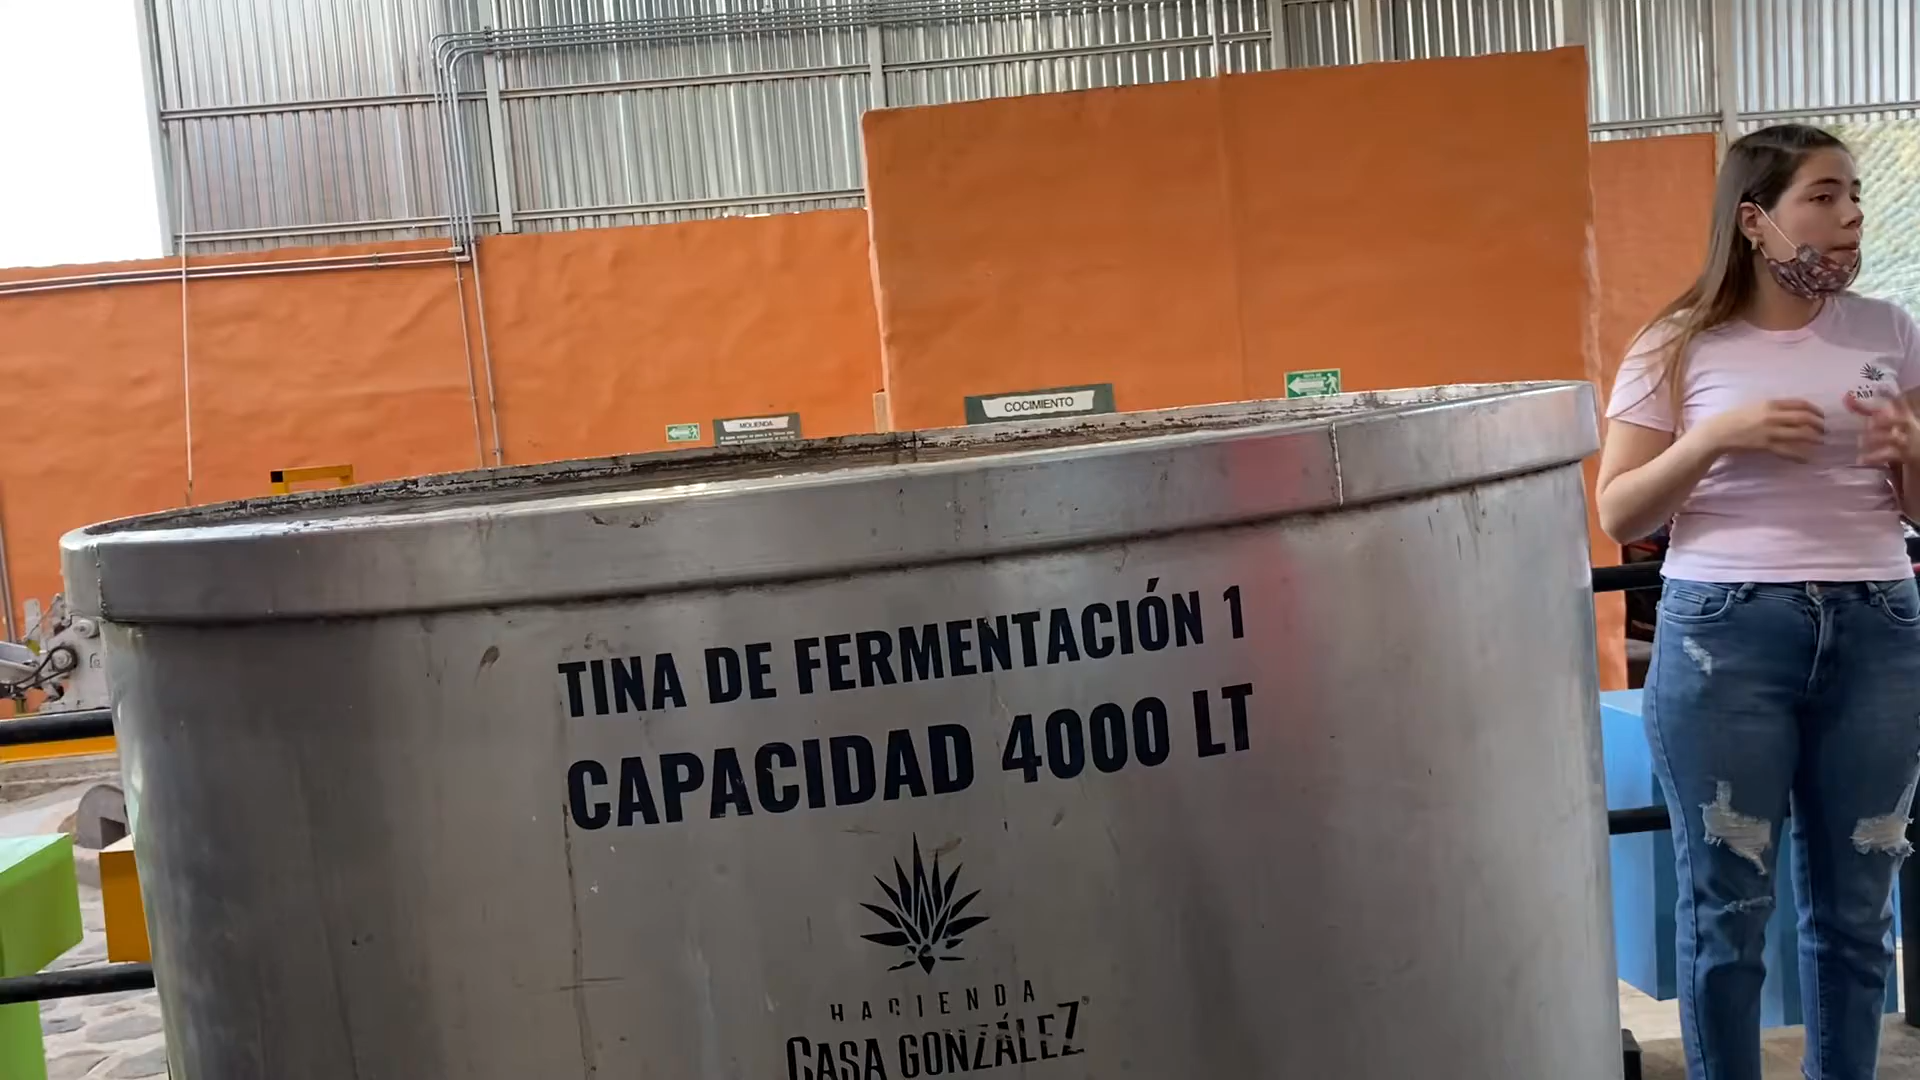 COCIMIENTO
MOLIENDA
TINA DE FERMENTACIÓN 1
CAPACIDAD 4000 LT
HACIENDA
CASA GONZÁLEZ